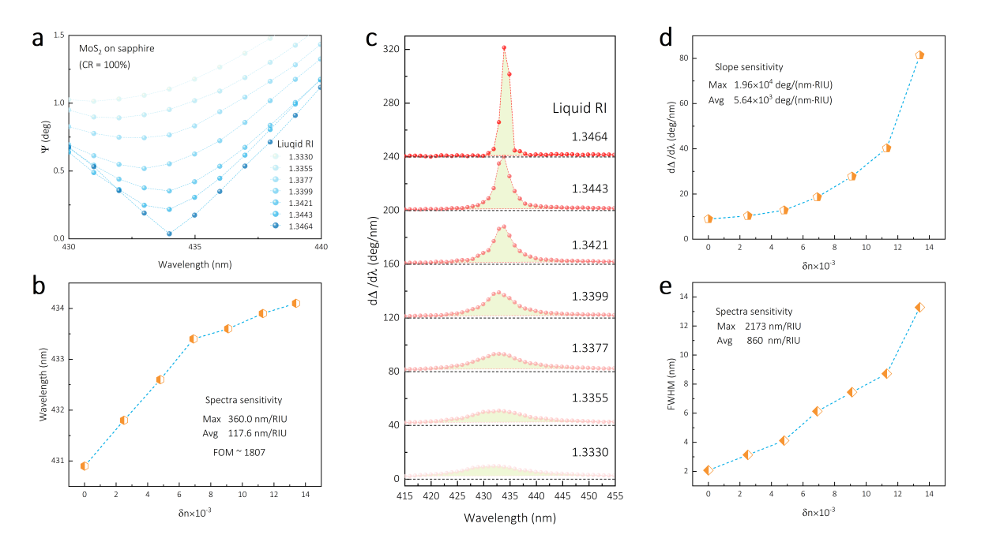 a
1.5
1.0
0.5
0.0
Ψ (deg)
MoS₂ on sapphire
(CR = 100%)
Liuqid RI
1.3330
1.3355
1.3377
1.3399
1.3421
1.3443
1.3464
430
435
440
Wavelength (nm)
b
434
433
432
431
Wavelength (nm)
Spectra sensitivity
Max 360.0 nm/RIU
Avg 117.6 nm/RIU
FOM ~ 1807
0
2
4
6
8
10
12
14
δn×10⁻³
c
320
280
240
200
160
120
80
40
0
dΔ/dλ (deg/nm)
Liquid RI
1.3464
1.3443
1.3421
1.3399
1.3377
1.3355
1.3330
415
420
425
430
435
440
445
450
455
Wavelength (nm)
d
80
60
40
20
0
dΔ/dλ (deg/nm)
Slope sensitivity
Max 1.96×10⁴ deg/(nm·RIU)
Avg 5.64×10³ deg/(nm·RIU)
0
2
4
6
8
10
12
14
δn×10⁻³
e
14
12
10
8
6
4
2
FWHM (nm)
Spectra sensitivity
Max 2173 nm/RIU
Avg 860 nm/RIU
0
2
4
6
8
10
12
14
δn×10⁻³